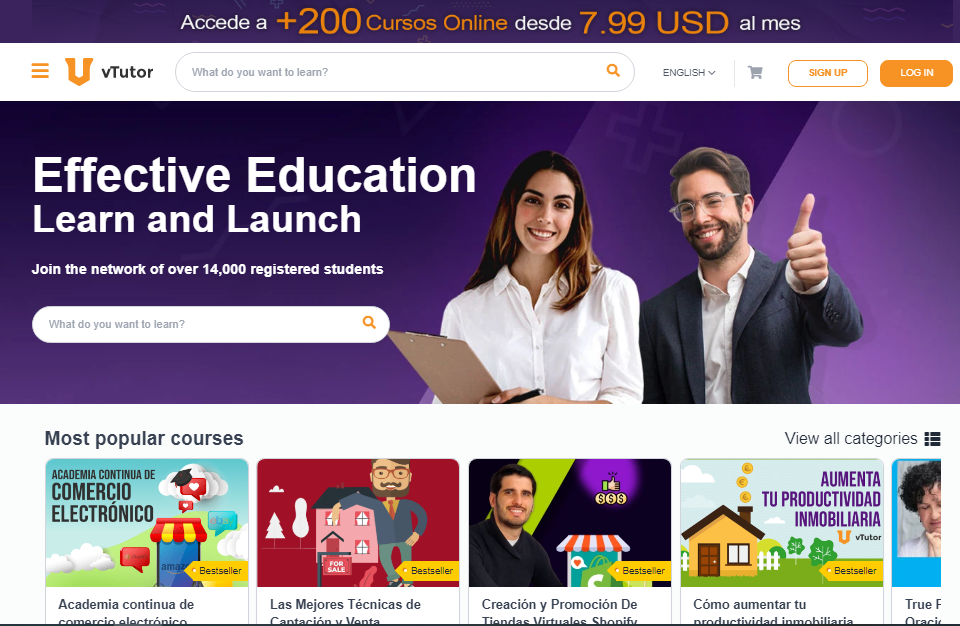 Accede a +200 Cursos Online desde 7.99 USD al mes
vTutor
What do you want to learn?
ENGLISH
SIGN UP
LOG IN
Effective Education
Learn and Launch
Join the network of over 14,000 registered students
What do you want to learn?
Most popular courses
View all categories
ACADEMIA CONTINUA DE
COMERCIO
ELECTRÓNICO
Bestseller
FOR
SALE
Bestseller
$$$
Bestseller
AUMENTA
TU PRODUCTIVIDAD
INMOBILIARIA
vTutor
Bestseller
Academia continua de
comercio electrónico
Las Mejores Técnicas de
Captación y Venta
Creación y Promoción De
Tiendas Virtuales Shopify
Cómo aumentar tu
productividad inmobiliaria
True